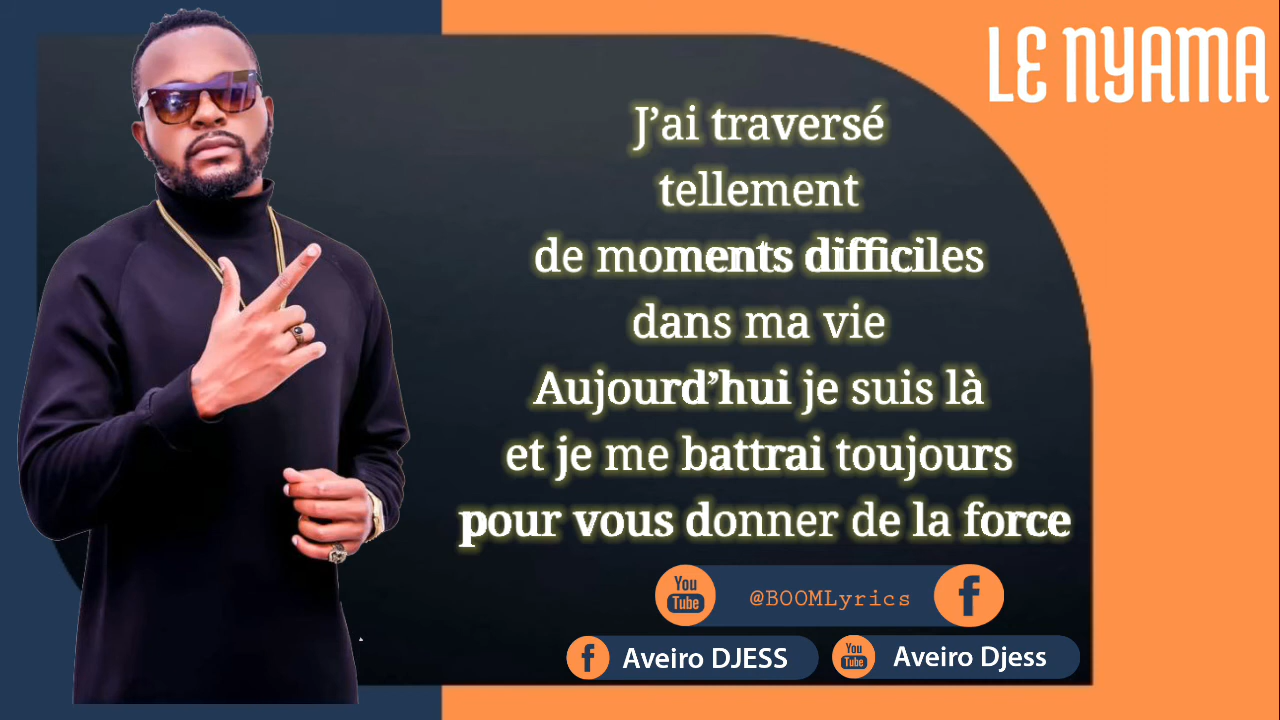 LE NYAMA
J’ai traversé
tellement
de moments difficiles
dans ma vie
Aujourd’hui je suis là
et je me battrai toujours
pour vous donner de la force
You Tube @BOOMLyrics f
f Aveiro DJESS You Tube Aveiro Djess